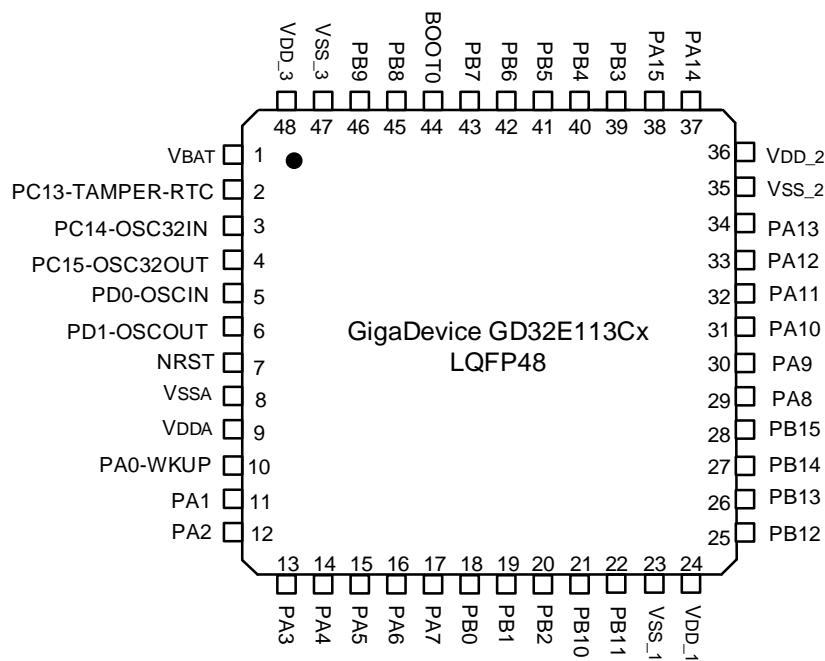 VDD_3
VSS_3
PB9
PB8
BOOT0
PB7
PB6
PB5
PB4
PB3
PA15
PA14
48
47
46
45
44
43
42
41
40
39
38
37
VBAT 1
PC13-TAMPER-RTC 2
PC14-OSC32IN 3
PC15-OSC32OUT 4
PD0-OSCIN 5
PD1-OSCOUT 6
NRST 7
VSSA 8
VDDA 9
PA0-WKUP 10
PA1 11
PA2 12
GigaDevice GD32E113Cx
LQFP48
36 VDD_2
35 VSS_2
34 PA13
33 PA12
32 PA11
31 PA10
30 PA9
29 PA8
28 PB15
27 PB14
26 PB13
25 PB12
13
14
15
16
17
18
19
20
21
22
23
24
PA3
PA4
PA5
PA6
PA7
PB0
PB1
PB2
PB10
PB11
VSS_1
VDD_1